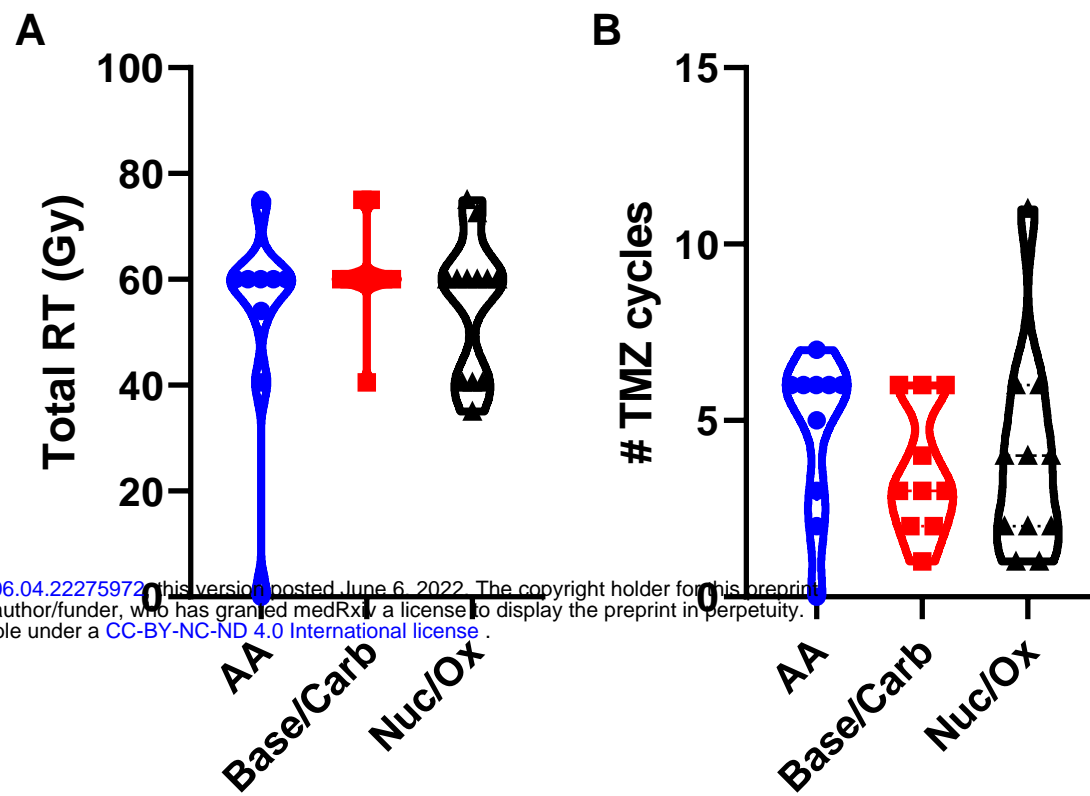 A
B
100
80
60
40
20
0
Total RT (Gy)
AA
Base/Carb
Nuc/Ox
15
10
5
0
# TMZ cycles
AA
Base/Carb
Nuc/Ox
06.04.22275972; this version posted June 6, 2022. The copyright holder for this preprint
author/funder, who has granted medRxiv a license to display the preprint in perpetuity.
under a CC-BY-NC-ND 4.0 International license .